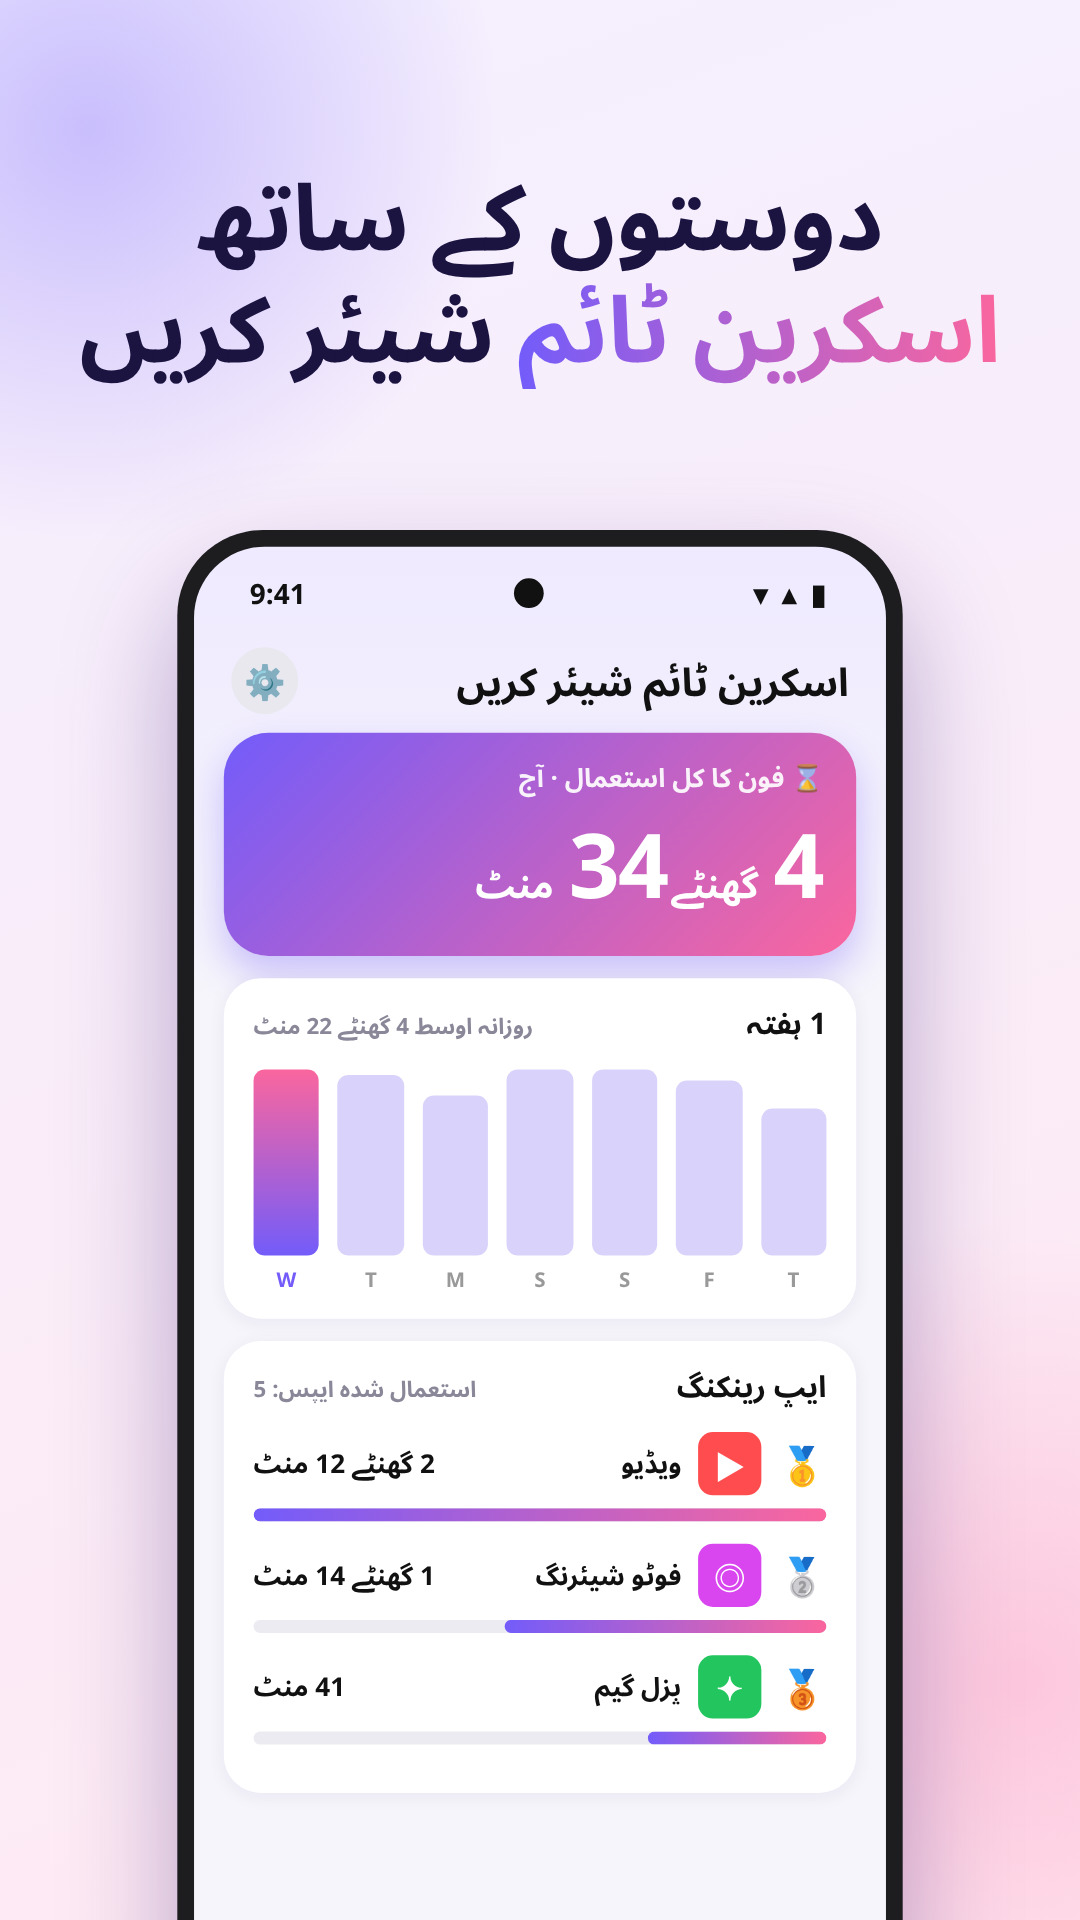 دوستوں کے ساتھ
اسکرین ٹائم شیئر کریں
9:41
اسکرین ٹائم شیئر کریں
⌛ فون کا کل استعمال · آج
4 گھنٹے 34 منٹ
1 ہفتہ
روزانہ اوسط 4 گھنٹے 22 منٹ
T F S S M T W
ایپ رینکنگ
استعمال شدہ ایپس: 5
🥇 ویڈیو 2 گھنٹے 12 منٹ
🥈 فوٹو شیئرنگ 1 گھنٹے 14 منٹ
🥉 پزل گیم 41 منٹ